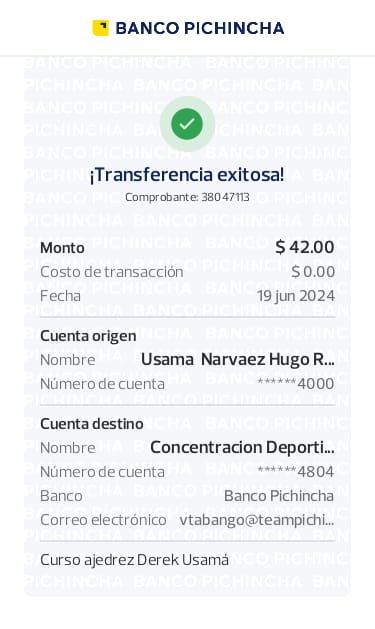 BANCO PICHINCHA
¡Transferencia exitosa!
Comprobante: 38047113
Monto $ 42.00
Costo de transacción $ 0.00
Fecha 19 jun 2024
Cuenta origen
Nombre Usama Narvaez Hugo R...
Número de cuenta ******4000
Cuenta destino
Nombre Concentracion Deporti...
Número de cuenta ******4804
Banco Banco Pichincha
Correo electrónico vtabango@teampichi...
Curso ajedrez Derek Usamá